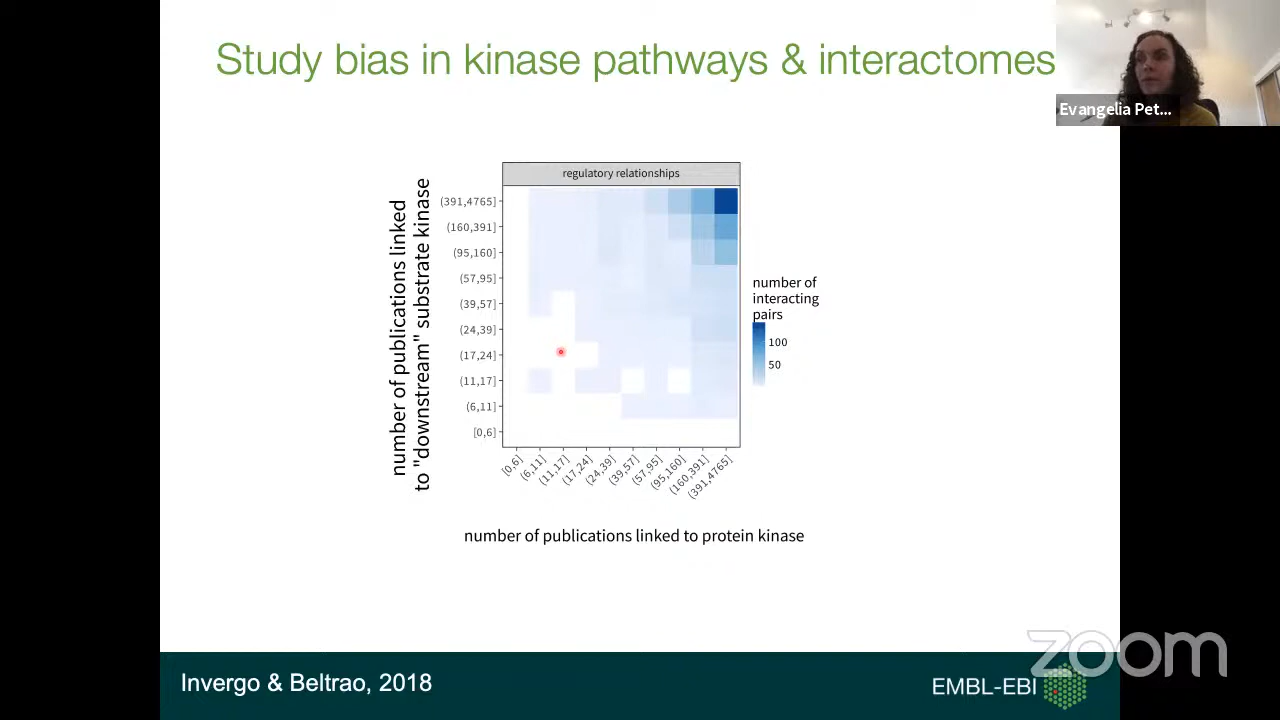 Study bias in kinase pathways & interactomes
Evangelia Pet...
number of publications linked
to "downstream" substrate kinase
regulatory relationships
(391,4765]
(160,391]
(95,160]
(57,95]
(39,57]
(24,39]
(17,24]
(11,17]
(6,11]
[0,6]
[0,6]
(6,11]
(11,17]
(17,24]
(24,39]
(39,57]
(57,95]
(95,160]
(160,391]
(391,4765]
number of publications linked to protein kinase
number of
interacting
pairs
100
50
zoom
Invergo & Beltrao, 2018
EMBL-EBI